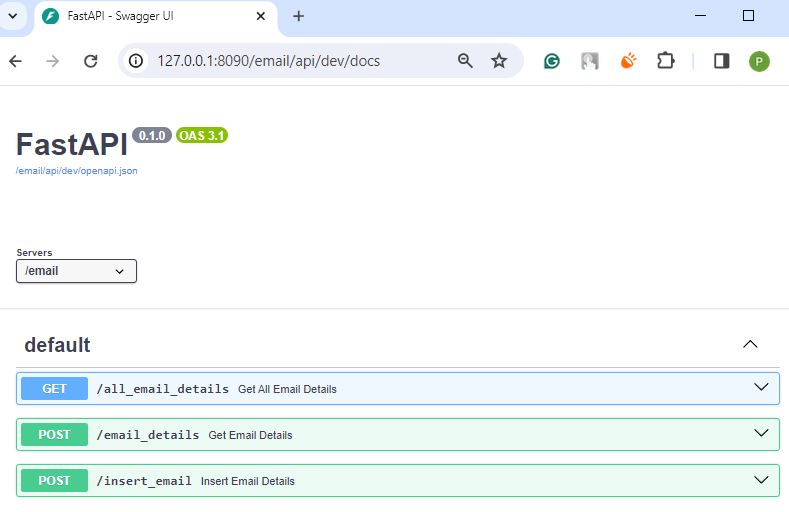 FastAPI - Swagger UI
127.0.0.1:8090/email/api/dev/docs
P
FastAPI 0.1.0 OAS 3.1
/email/api/dev/openapi.json
Servers
/email
default
GET /all_email_details Get All Email Details
POST /email_details Get Email Details
POST /insert_email Insert Email Details